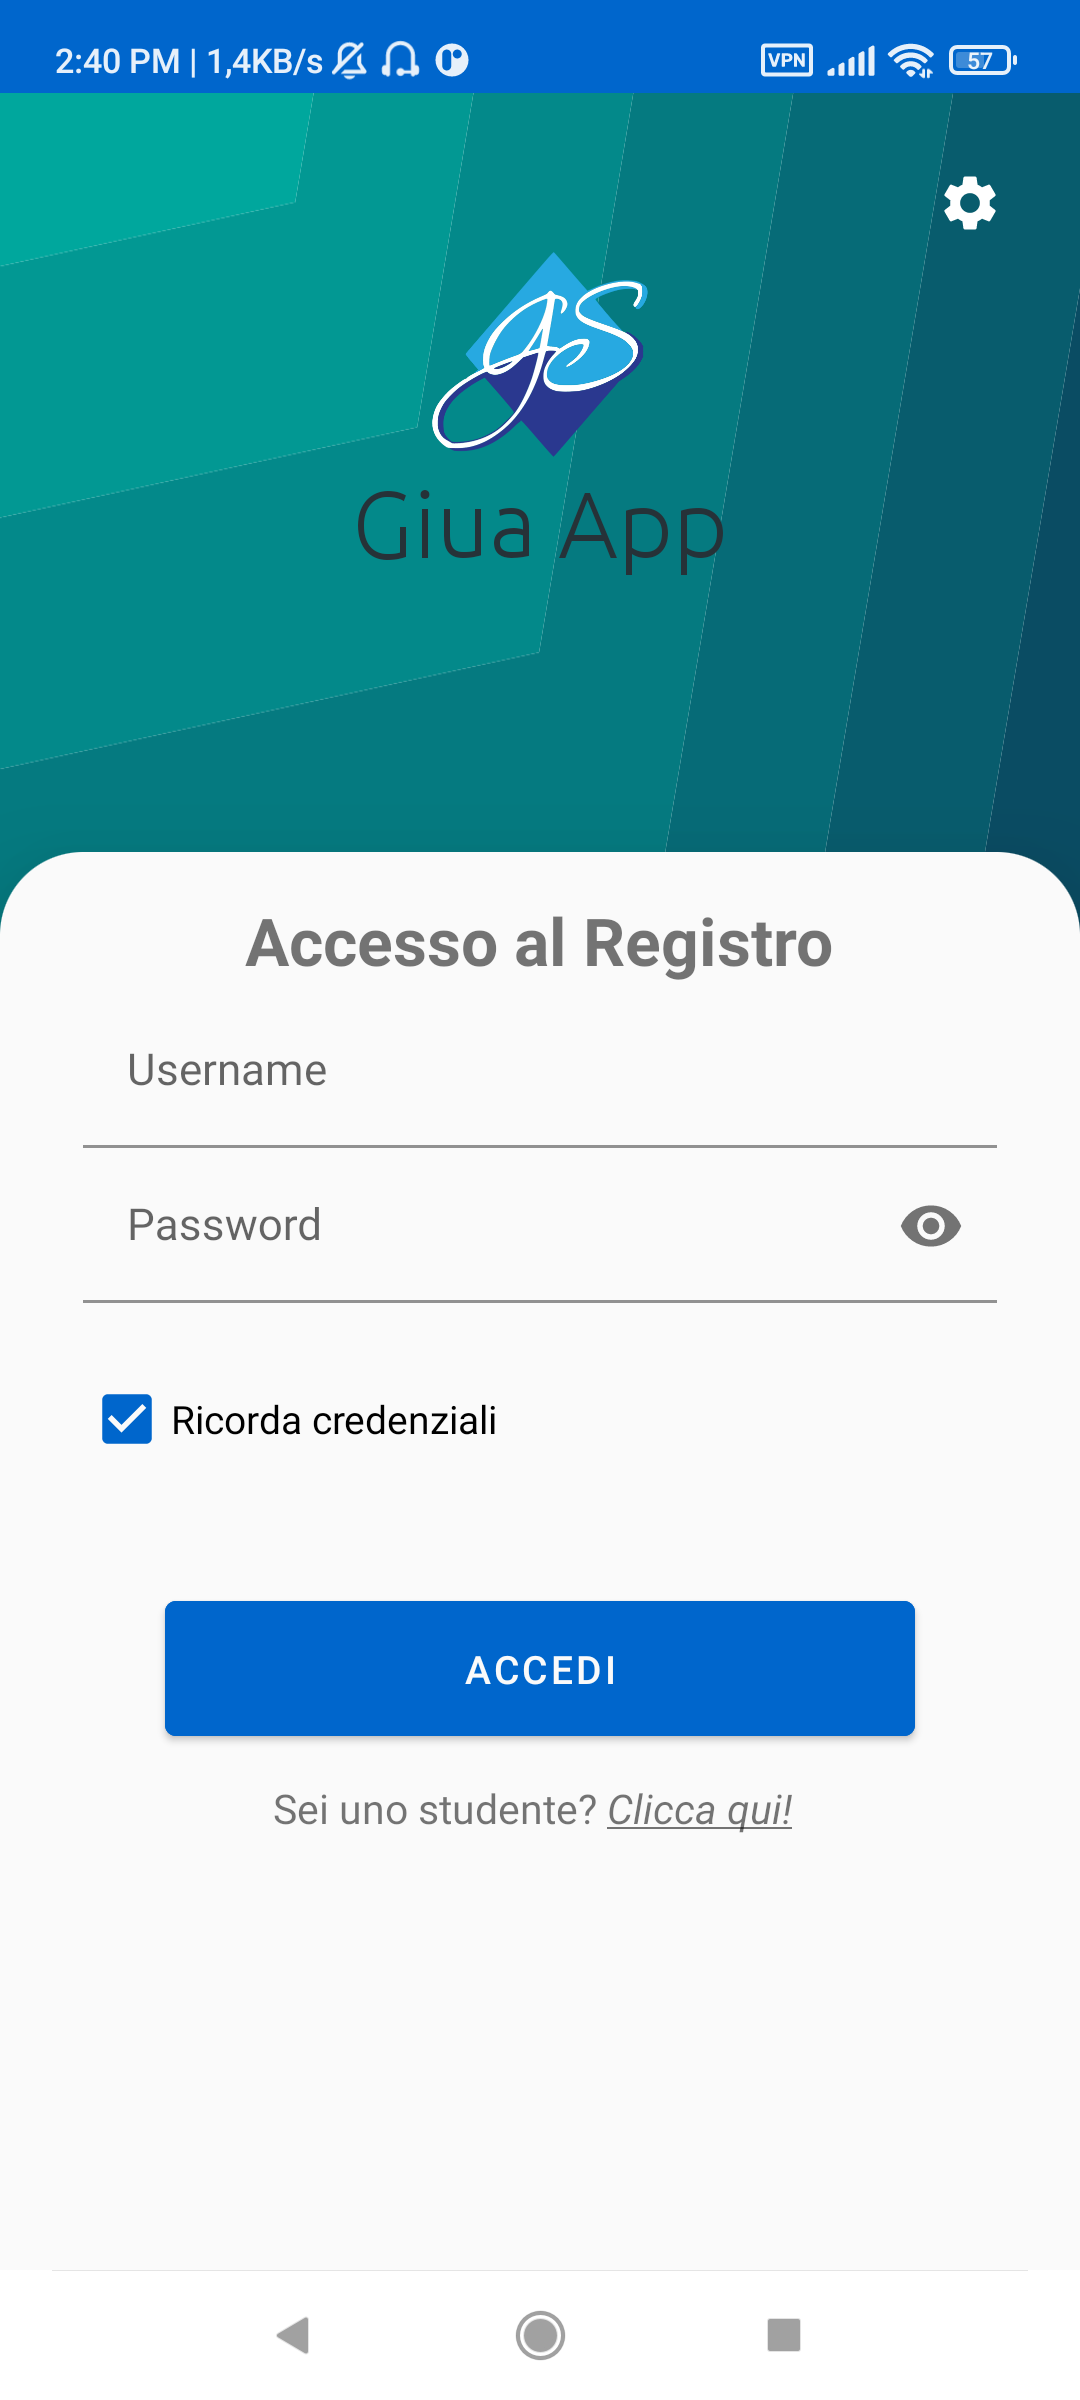 2:40 PM | 1,4KB/s VPN 57
gs
Giua App
Accesso al Registro
Username
Password
Ricorda credenziali
ACCEDI
Sei uno studente? Clicca qui!